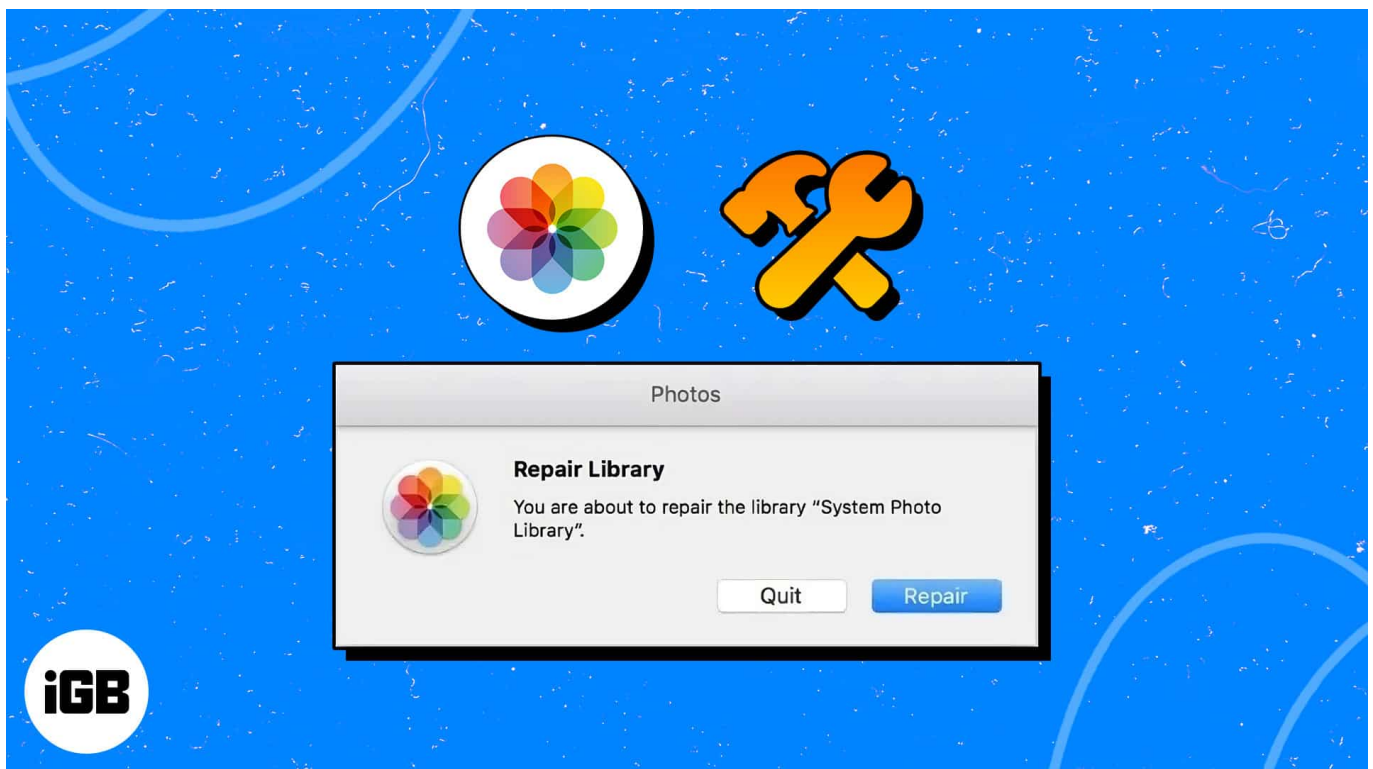 Photos
Repair Library
You are about to repair the library “System Photo
Library”.
Quit
Repair
iGB